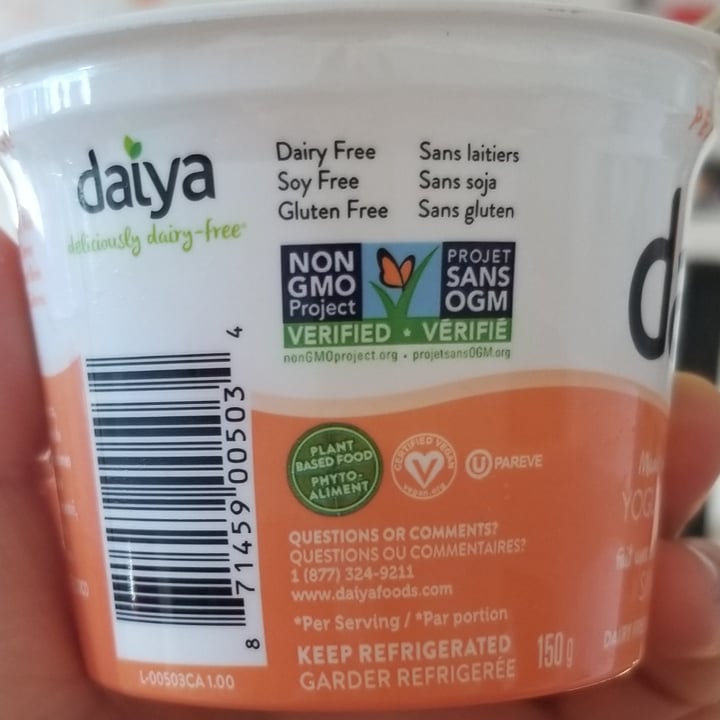 daiya
deliciously dairy-free
Dairy Free
Soy Free
Gluten Free
Sans laitiers
Sans soja
Sans gluten
NON
GMO
Project
PROJET
SANS
OGM
VERIFIED • VÉRIFIÉ
nonGMOproject.org • projetsansOGM.org
8 71459 00503 4
PLANT
BASED FOOD
PHYTO-
ALIMENT
CERTIFIED VEGAN
vegan.org
U PAREVE
QUESTIONS OR COMMENTS?
QUESTIONS OU COMMENTAIRES?
1 (877) 324-9211
www.daiyafoods.com
*Per Serving / *Par portion
KEEP REFRIGERATED
GARDER REFRIGERÉE
150 g
L-00503CA 1.00